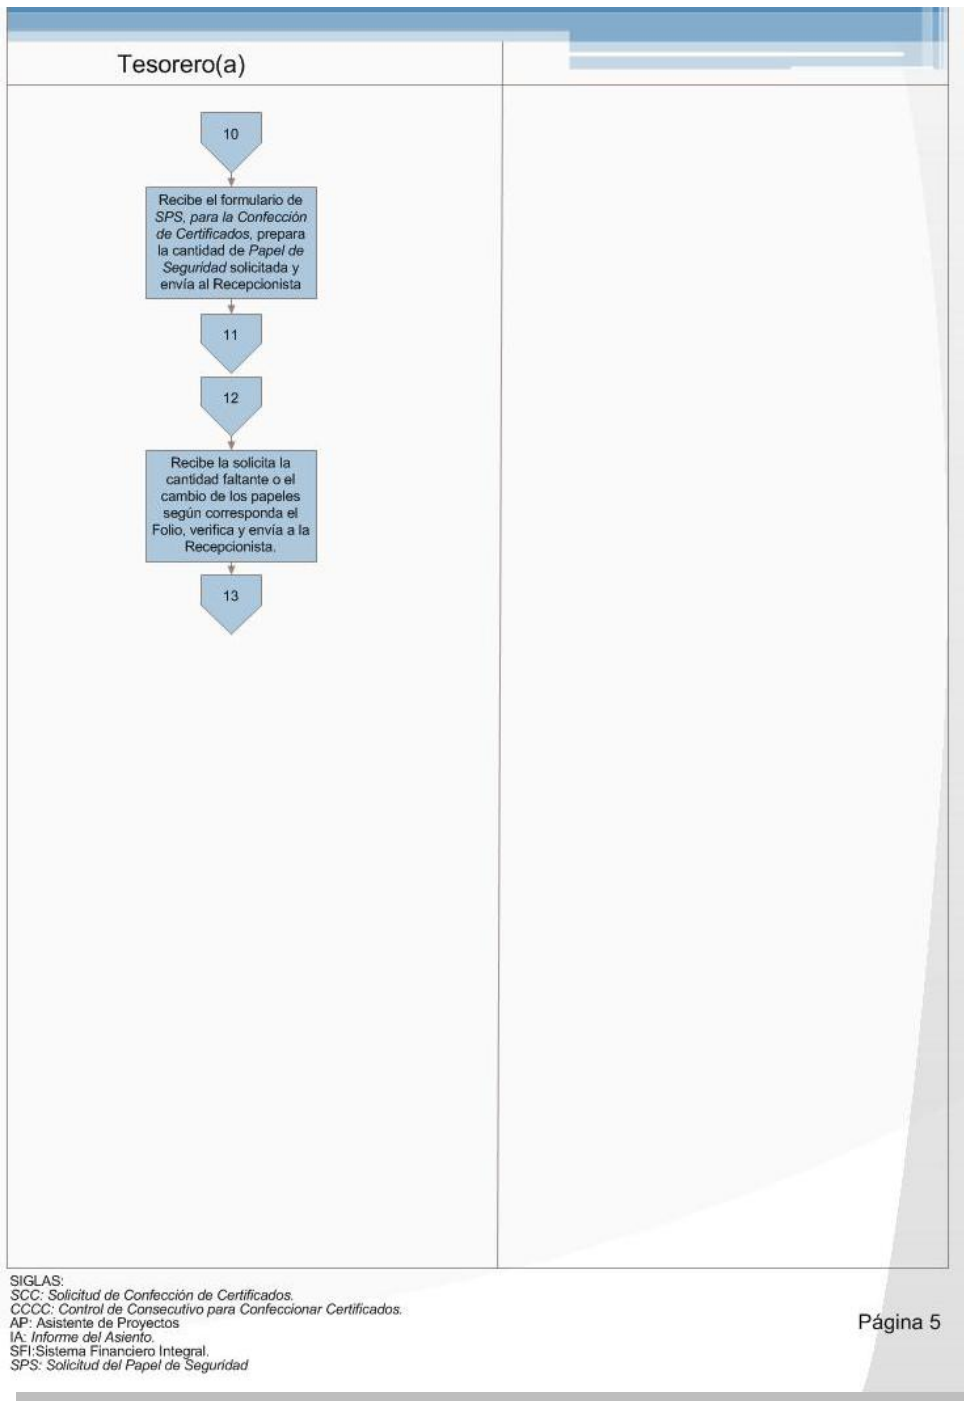 Tesorero(a)
10
Recibe el formulario de
SPS, para la Confección
de Certificados, prepara
la cantidad de Papel de
Seguridad solicitada y
envía al Recepcionista
11
12
Recibe la solicita la
cantidad faltante o el
cambio de los papeles
según corresponda el
Folio, verifica y envía a la
Recepcionista.
13
SIGLAS:
SCC: Solicitud de Confección de Certificados.
CCCC: Control de Consecutivo para Confeccionar Certificados.
AP: Asistente de Proyectos
IA: Informe del Asiento.
SFI:Sistema Financiero Integral.
SPS: Solicitud del Papel de Seguridad
Página 5